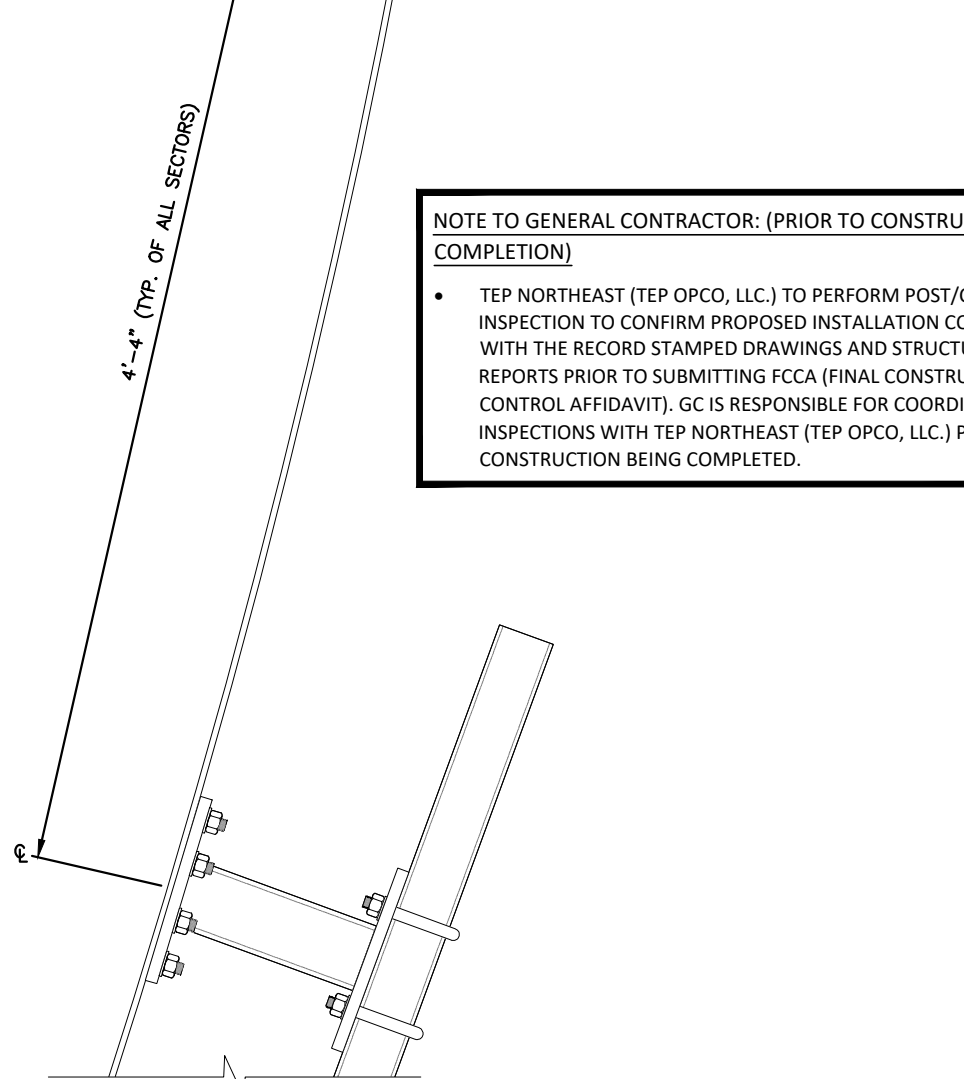 4'-4" (TYP. OF ALL SECTORS)
NOTE TO GENERAL CONTRACTOR: (PRIOR TO CONSTRU
COMPLETION)
• TEP NORTHEAST (TEP OPCO, LLC.) TO PERFORM POST/
INSPECTION TO CONFIRM PROPOSED INSTALLATION CO
WITH THE RECORD STAMPED DRAWINGS AND STRUCTU
REPORTS PRIOR TO SUBMITTING FCCA (FINAL CONSTRU
CONTROL AFFIDAVIT). GC IS RESPONSIBLE FOR COORDI
INSPECTIONS WITH TEP NORTHEAST (TEP OPCO, LLC.) P
CONSTRUCTION BEING COMPLETED.
℄